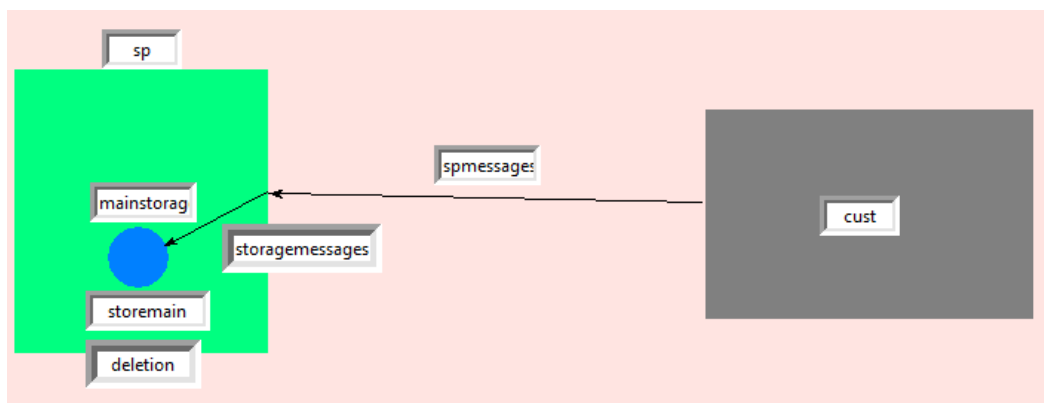 sp
spmessages
mainstorag
cust
storagemessages
storemain
deletion